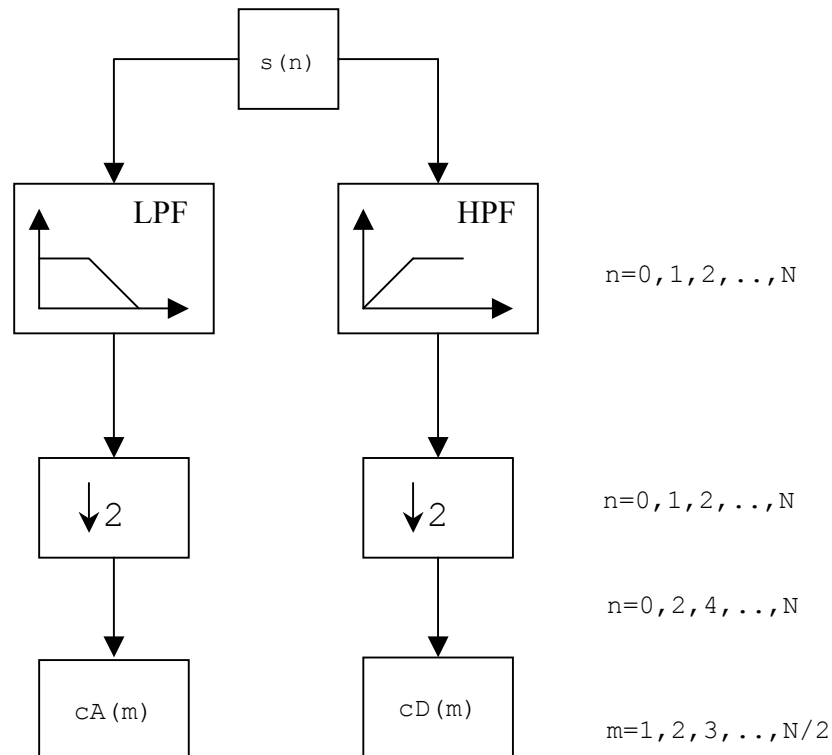 s(n)
LPF
HPF
n=0,1,2,..,N
2
2
n=0,1,2,..,N
n=0,2,4,..,N
cA(m)
cD(m)
m=1,2,3,..,N/2